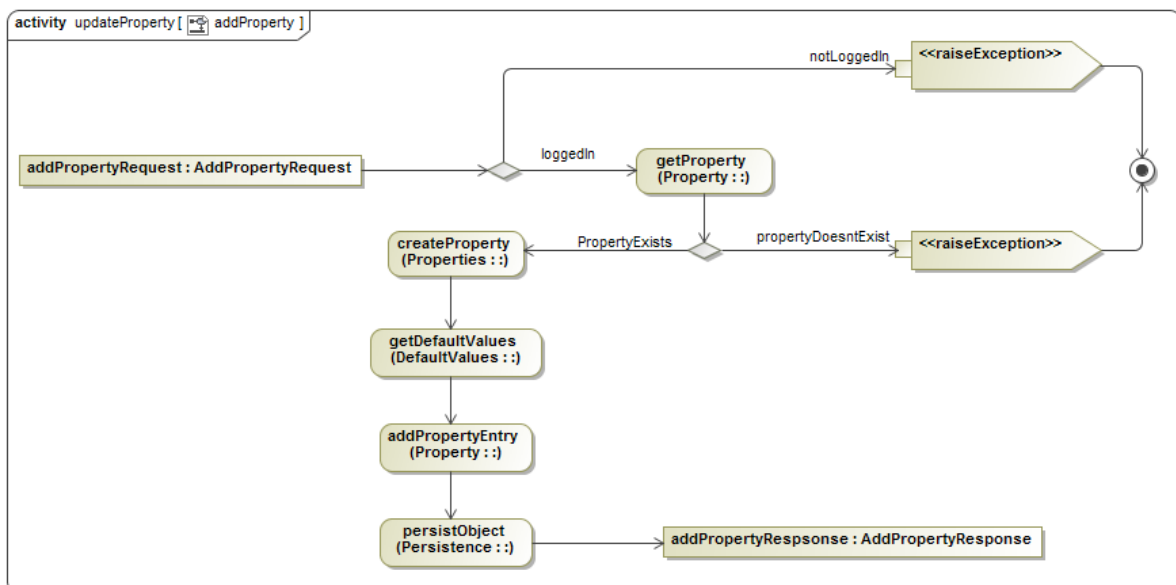 activity updateProperty [ addProperty ]
notLoggedIn
<<raiseException>>
addPropertyRequest : AddPropertyRequest
loggedIn
getProperty
(Property : :)
createProperty
(Properties : :)
PropertyExists
propertyDoesntExist
<<raiseException>>
getDefaultValues
(DefaultValues : :)
addPropertyEntry
(Property : :)
persistObject
(Persistence : :)
addPropertyRespsonse : AddPropertyResponse